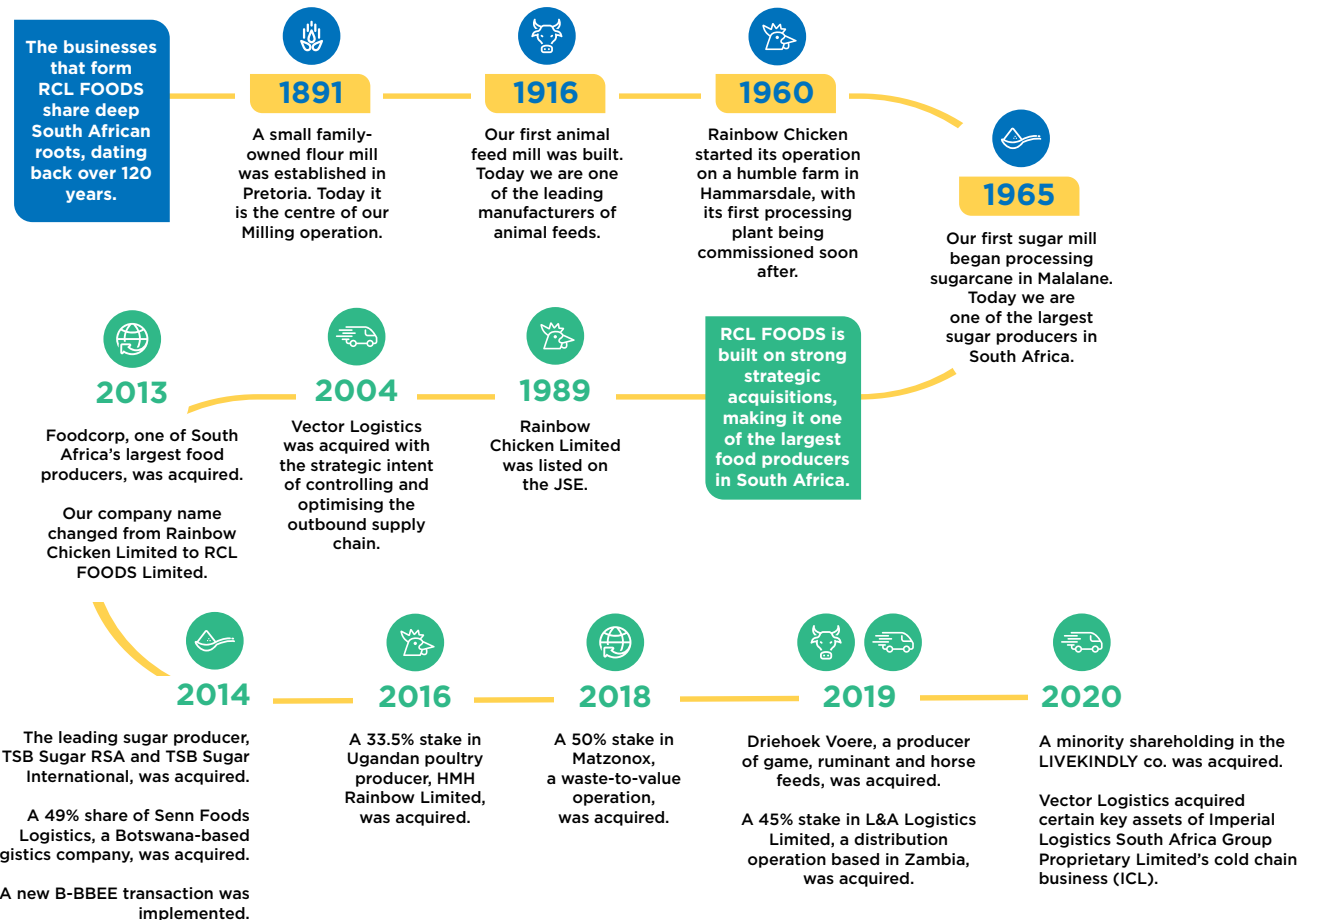 The businesses
that form
RCL FOODS
share deep
South African
roots, dating
back over 120
years.
1891
A small family-
owned flour mill
was established in
Pretoria. Today it
is the centre of our
Milling operation.
1916
Our first animal
feed mill was built.
Today we are one
of the leading
manufacturers of
animal feeds.
1960
Rainbow Chicken
started its operation
on a humble farm in
Hammarsdale, with
its first processing
plant being
commissioned soon
after.
1965
Our first sugar mill
began processing
sugarcane in Malalane.
Today we are
one of the largest
sugar producers in
South Africa.
RCL FOODS is
built on strong
strategic
acquisitions,
making it one
of the largest
food producers
in South Africa.
1989
Rainbow
Chicken Limited
was listed on
the JSE.
2004
Vector Logistics
was acquired with
the strategic intent
of controlling and
optimising the
outbound supply
chain.
2013
Foodcorp, one of South
Africa's largest food
producers, was acquired.
Our company name
changed from Rainbow
Chicken Limited to RCL
FOODS Limited.
2014
The leading sugar producer,
TSB Sugar RSA and TSB Sugar
International, was acquired.
A 49% share of Senn Foods
Logistics, a Botswana-based
gistics company, was acquired.
A new B-BBEE transaction was
implemented.
2016
A 33.5% stake in
Ugandan poultry
producer, HMH
Rainbow Limited,
was acquired.
2018
A 50% stake in
Matzonox,
a waste-to-value
operation,
was acquired.
2019
Driehoek Voere, a producer
of game, ruminant and horse
feeds, was acquired.
A 45% stake in L&A Logistics
Limited, a distribution
operation based in Zambia,
was acquired.
2020
A minority shareholding in the
LIVEKINDLY co. was acquired.
Vector Logistics acquired
certain key assets of Imperial
Logistics South Africa Group
Proprietary Limited's cold chain
business (ICL).